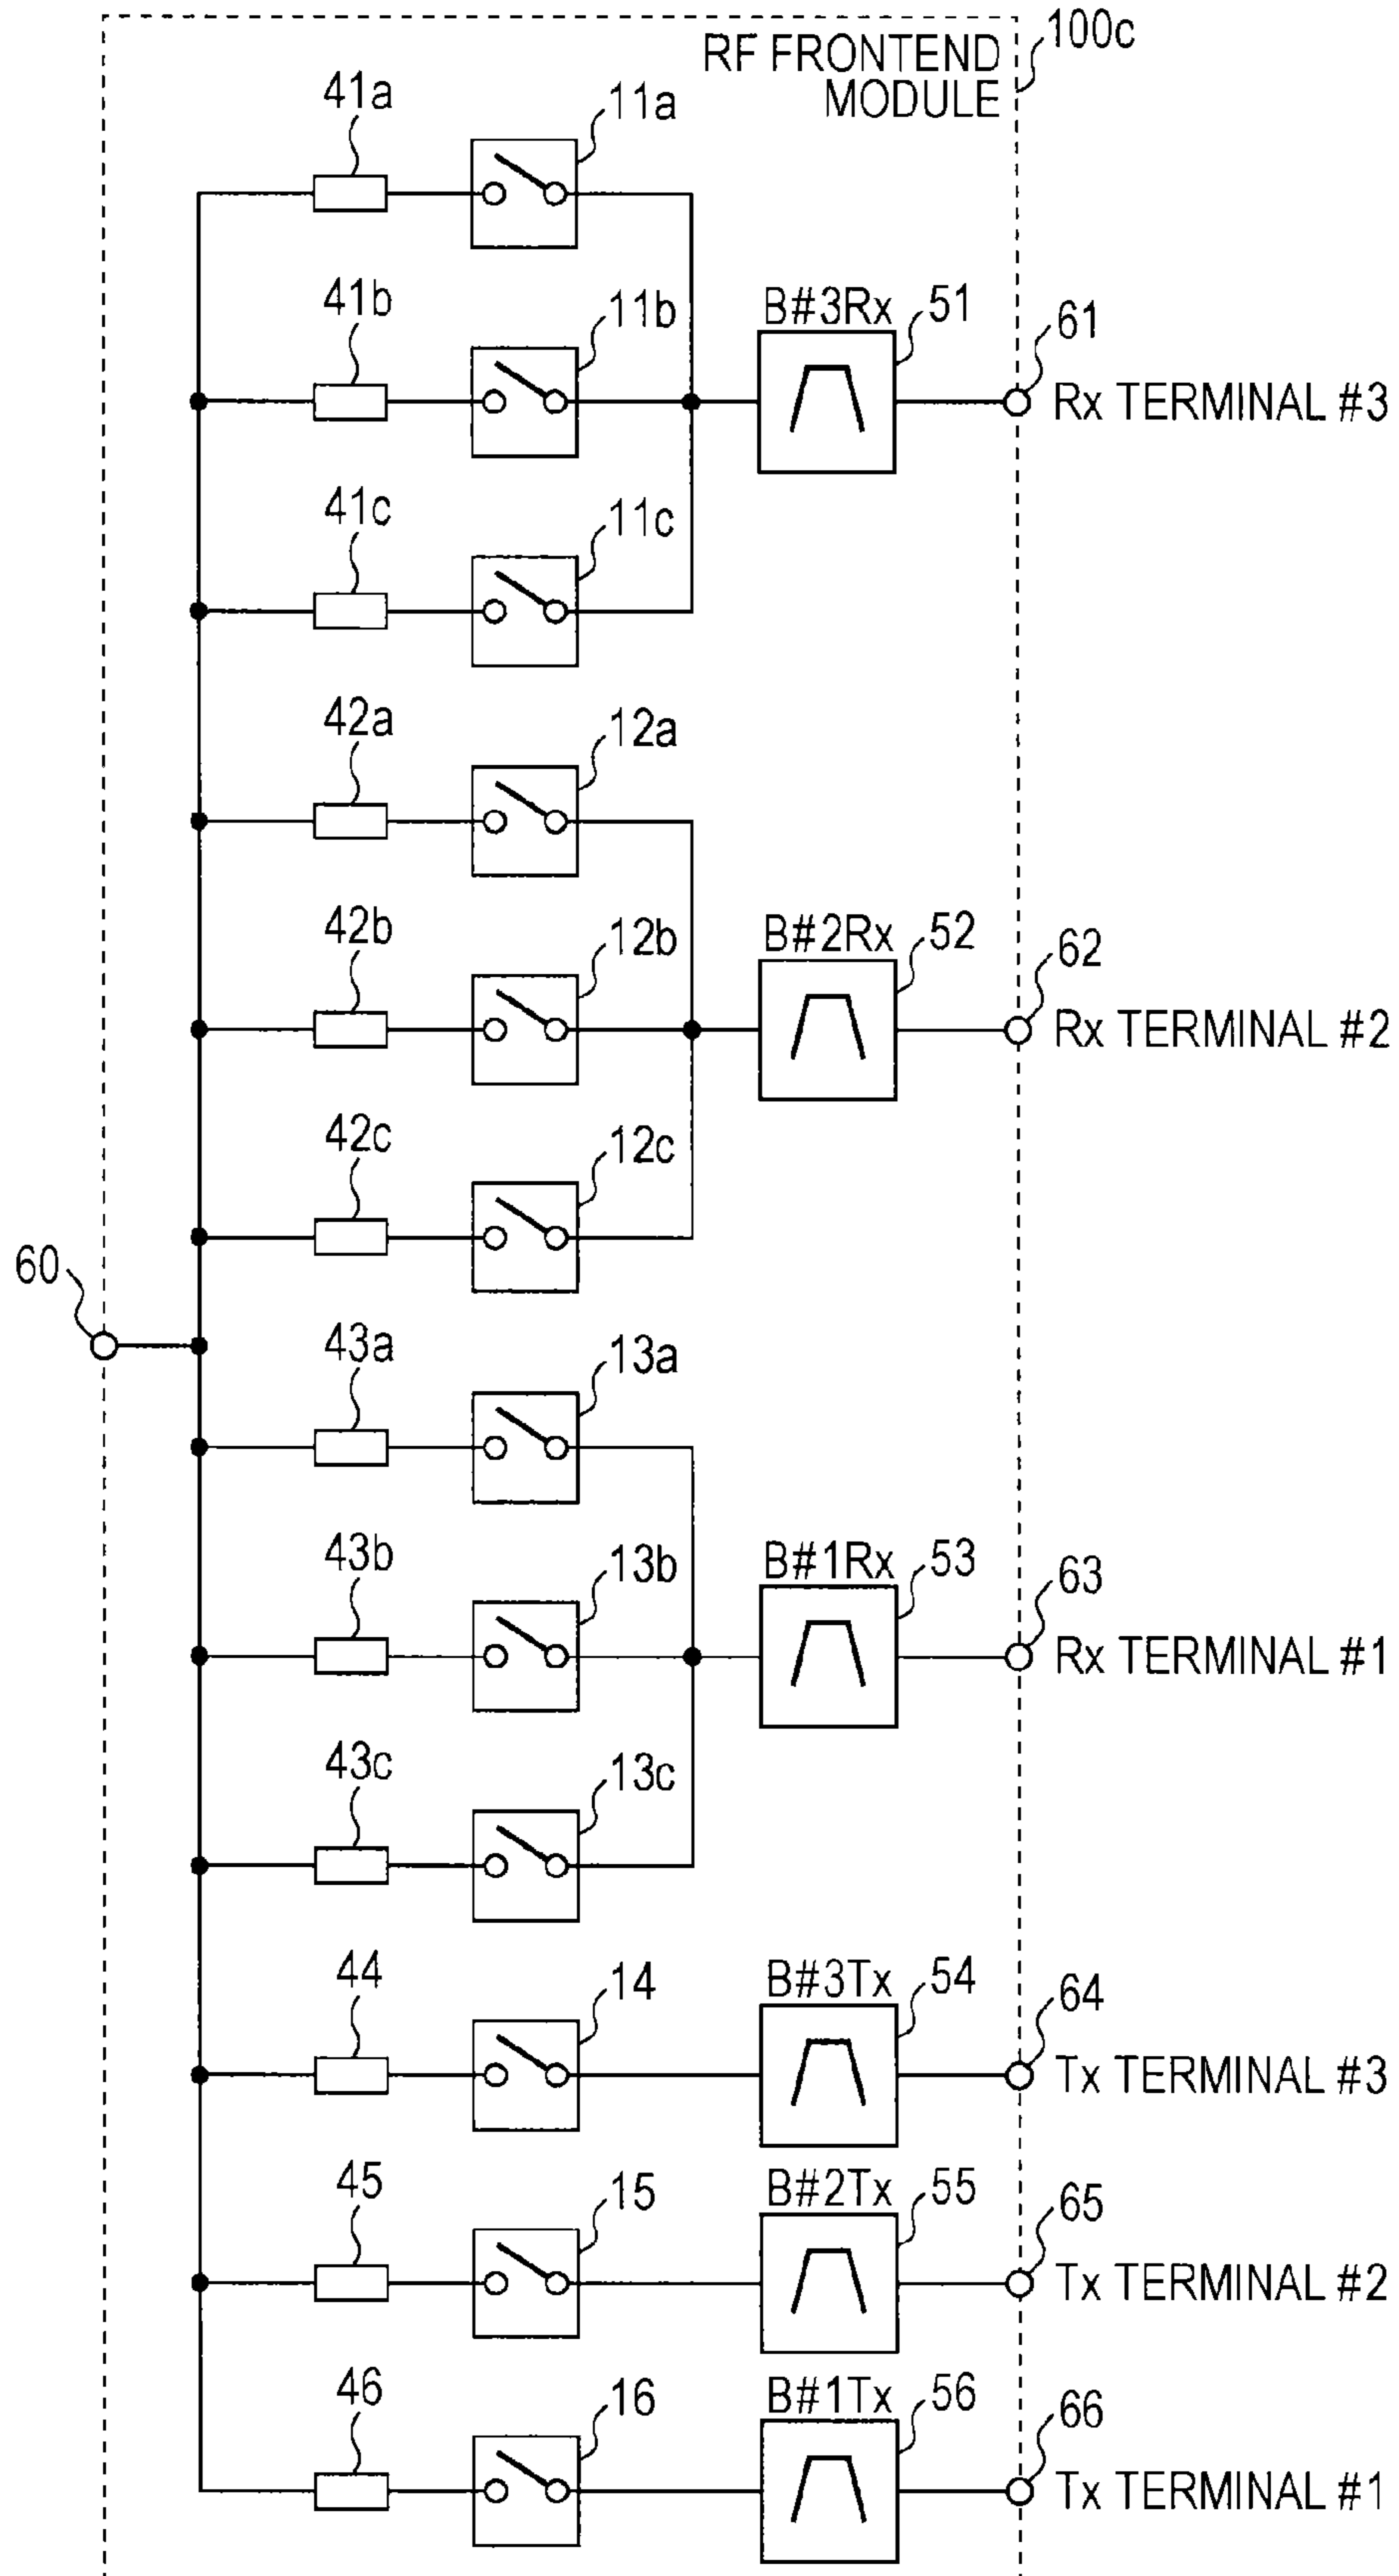 RF FRONTEND
MODULE
100c
41a
11a
41b
11b
B#3Rx
51
61
Rx TERMINAL #3
41c
11c
42a
12a
42b
12b
B#2Rx
52
62
Rx TERMINAL #2
42c
12c
60
43a
13a
43b
13b
B#1Rx
53
63
Rx TERMINAL #1
43c
13c
44
14
B#3Tx
54
64
Tx TERMINAL #3
45
15
B#2Tx
55
65
Tx TERMINAL #2
46
16
B#1Tx
56
66
Tx TERMINAL #1